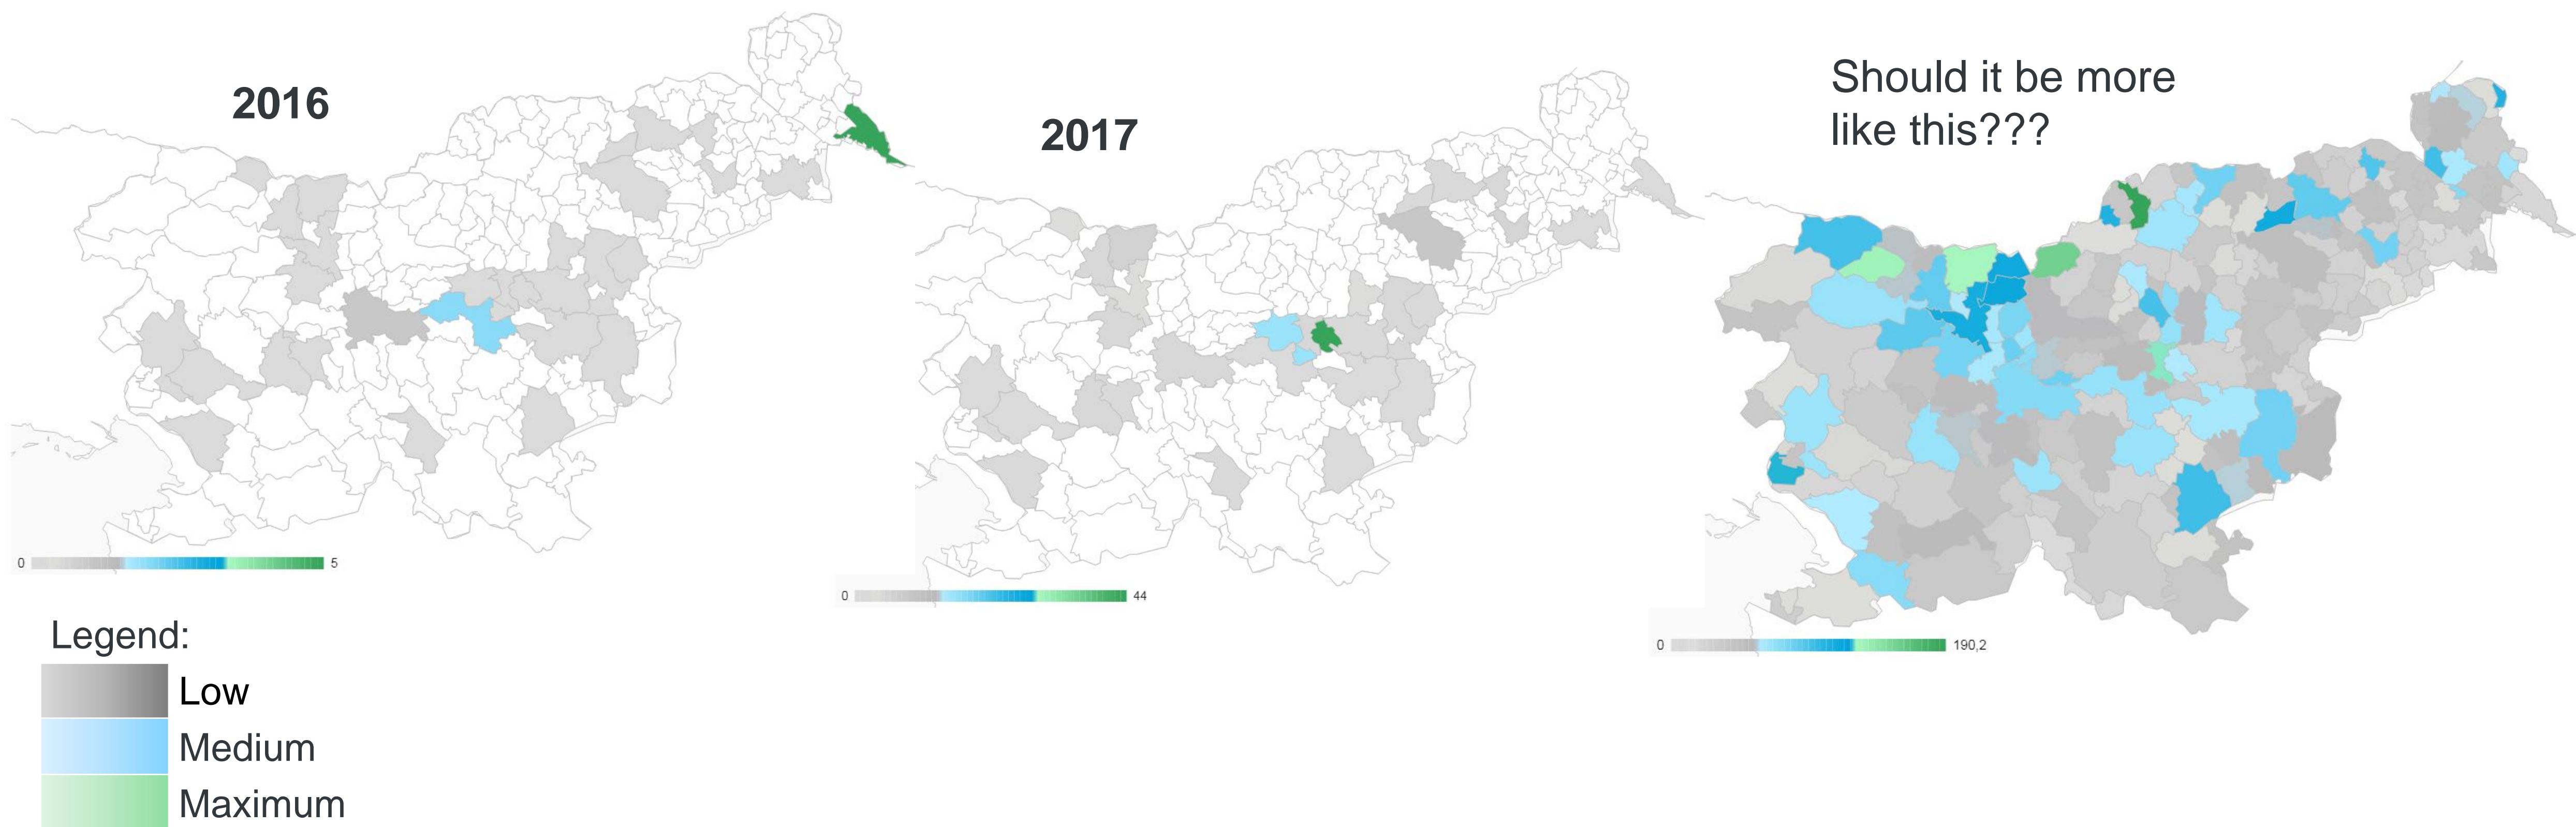 2016
2017
Should it be more
like this???
0 5
0 44
0 190,2
Legend:
Low
Medium
Maximum